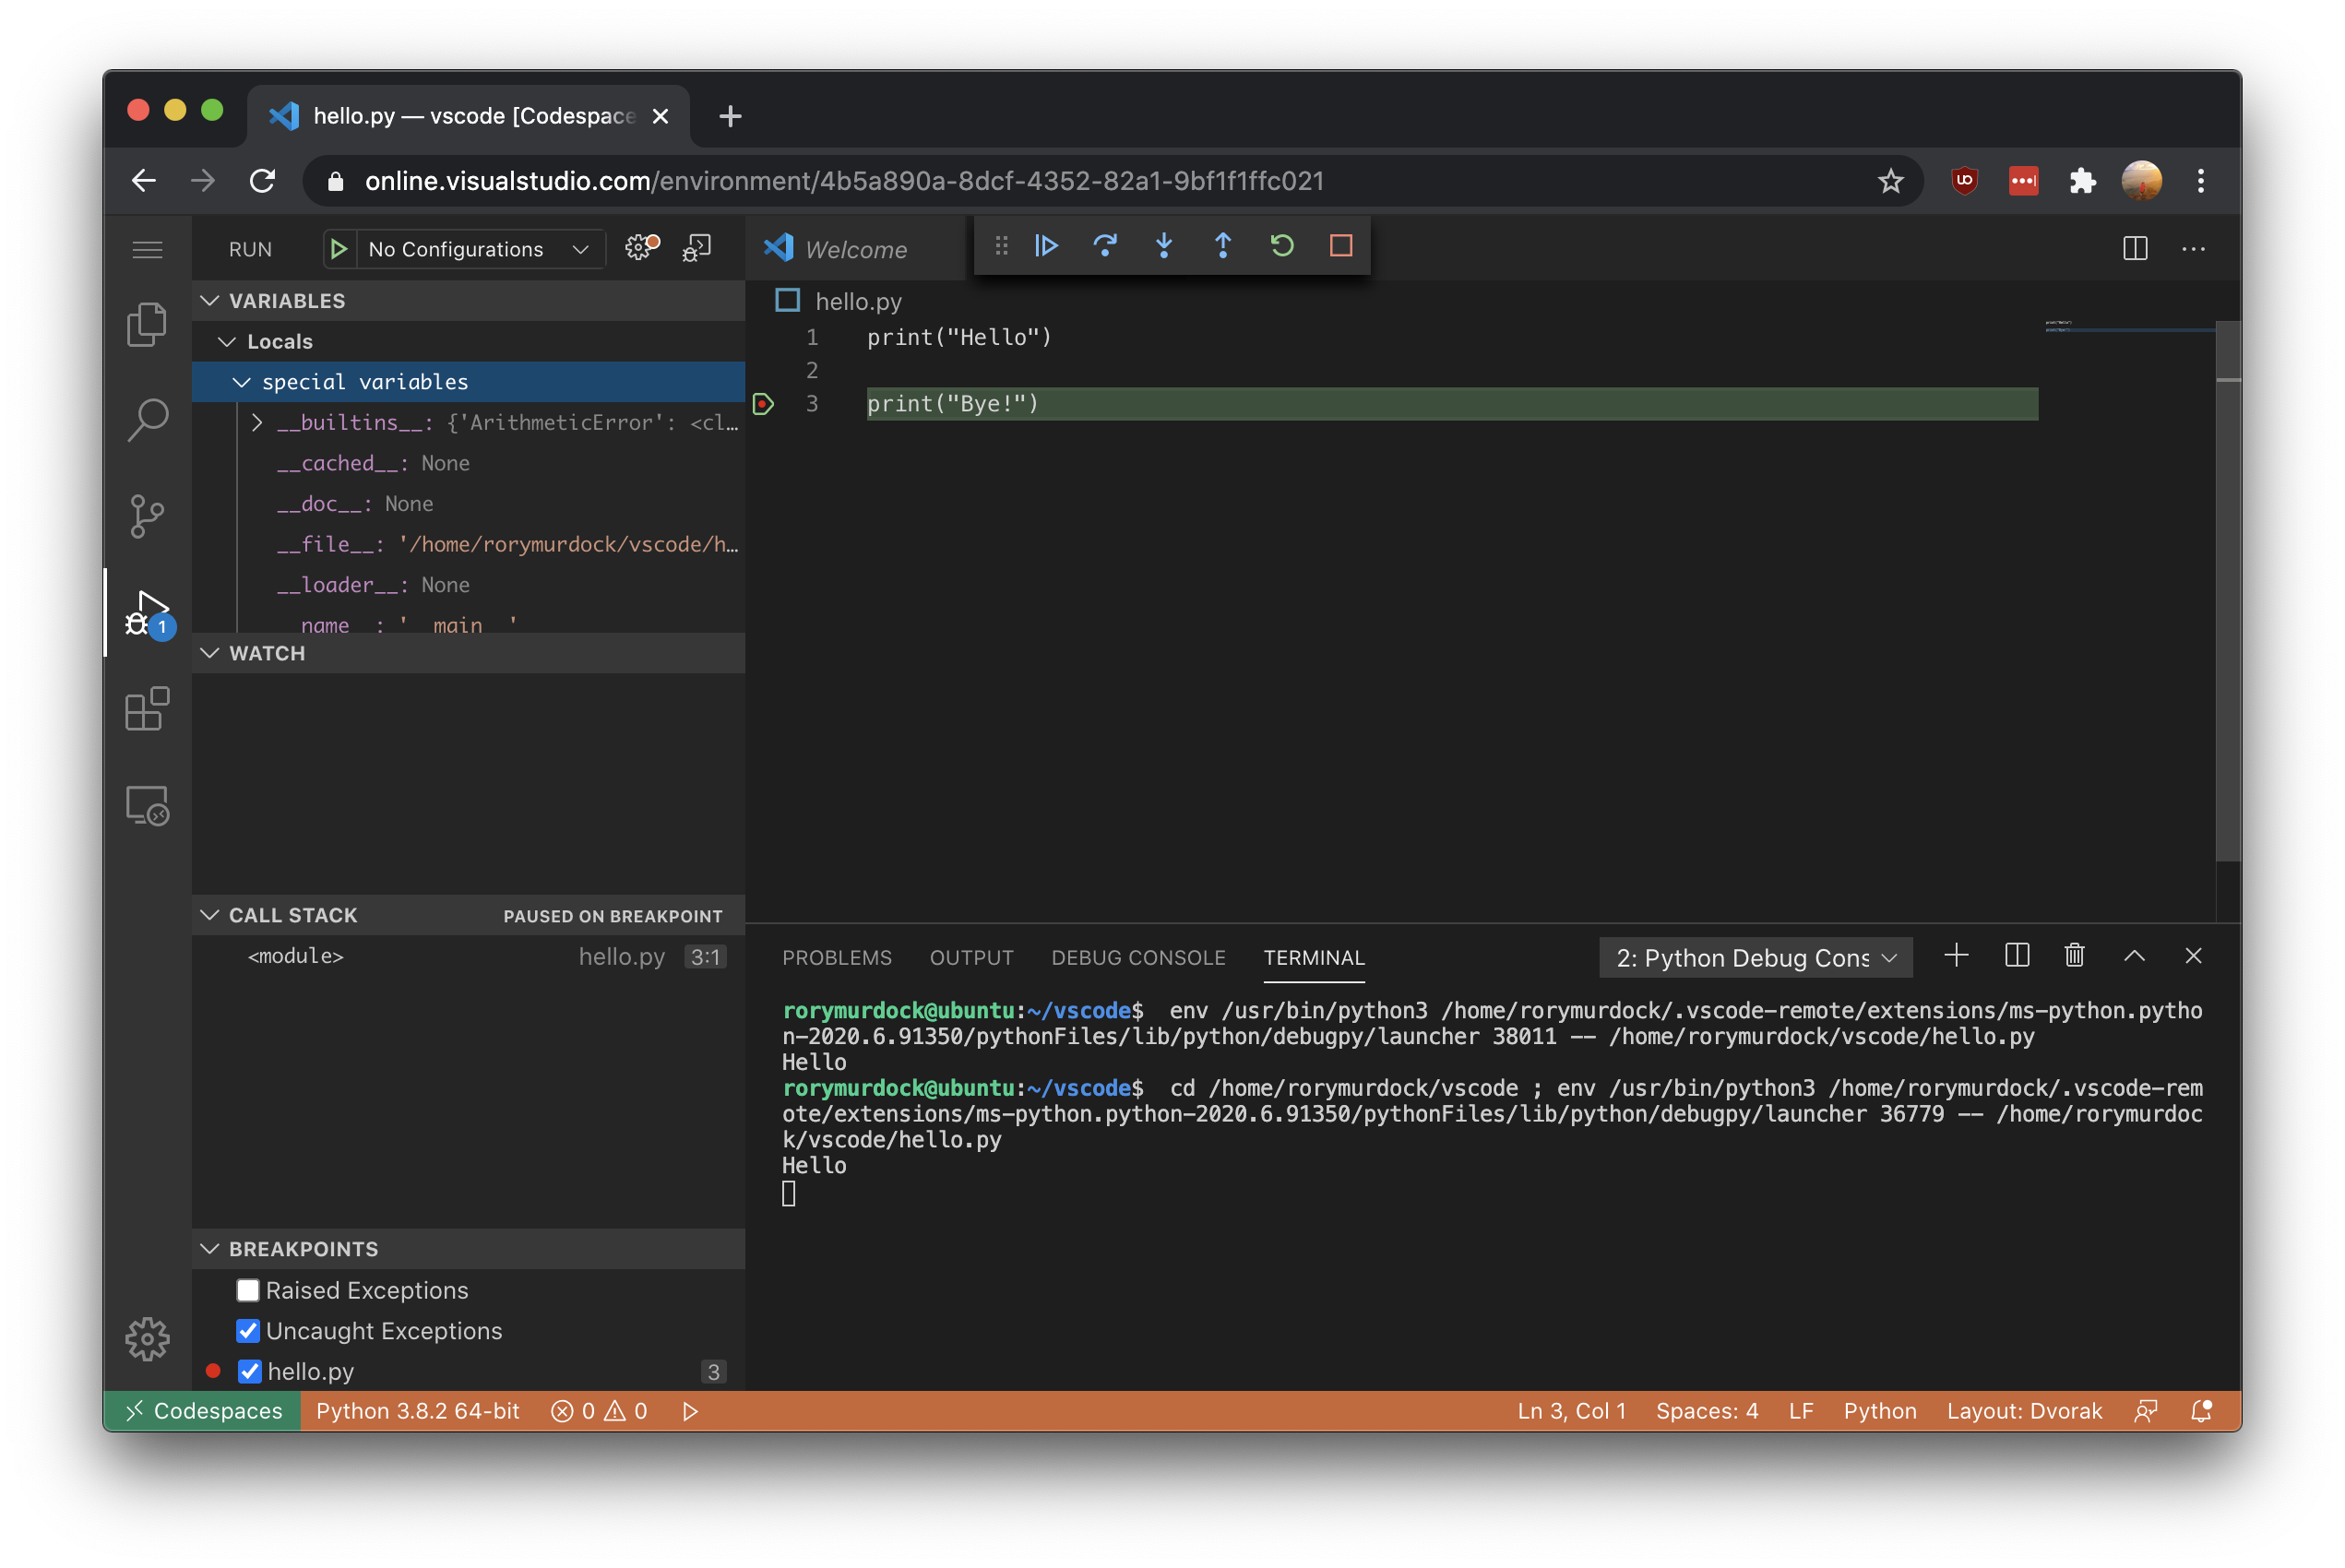 hello.py — vscode [Codespace
online.visualstudio.com/environment/4b5a890a-8dcf-4352-82a1-9bf1f1ffc021
RUN
No Configurations
VARIABLES
Locals
special variables
__builtins__: {'ArithmeticError': <cl…
__cached__: None
__doc__: None
__file__: '/home/rorymurdock/vscode/h…
__loader__: None
__name__: '__main__'
WATCH
CALL STACK
PAUSED ON BREAKPOINT
<module>
hello.py
3:1
BREAKPOINTS
Raised Exceptions
Uncaught Exceptions
hello.py
3
1
Welcome
hello.py
1 print("Hello")
2
3 print("Bye!")
PROBLEMS
OUTPUT
DEBUG CONSOLE
TERMINAL
2: Python Debug Cons
rorymurdock@ubuntu:~/vscode$  env /usr/bin/python3 /home/rorymurdock/.vscode-remote/extensions/ms-python.pytho
n-2020.6.91350/pythonFiles/lib/python/debugpy/launcher 38011 -- /home/rorymurdock/vscode/hello.py
Hello
rorymurdock@ubuntu:~/vscode$  cd /home/rorymurdock/vscode ; env /usr/bin/python3 /home/rorymurdock/.vscode-rem
ote/extensions/ms-python.python-2020.6.91350/pythonFiles/lib/python/debugpy/launcher 36779 -- /home/rorymurdoc
k/vscode/hello.py
Hello
Codespaces
Python 3.8.2 64-bit
0
0
Ln 3, Col 1
Spaces: 4
LF
Python
Layout: Dvorak